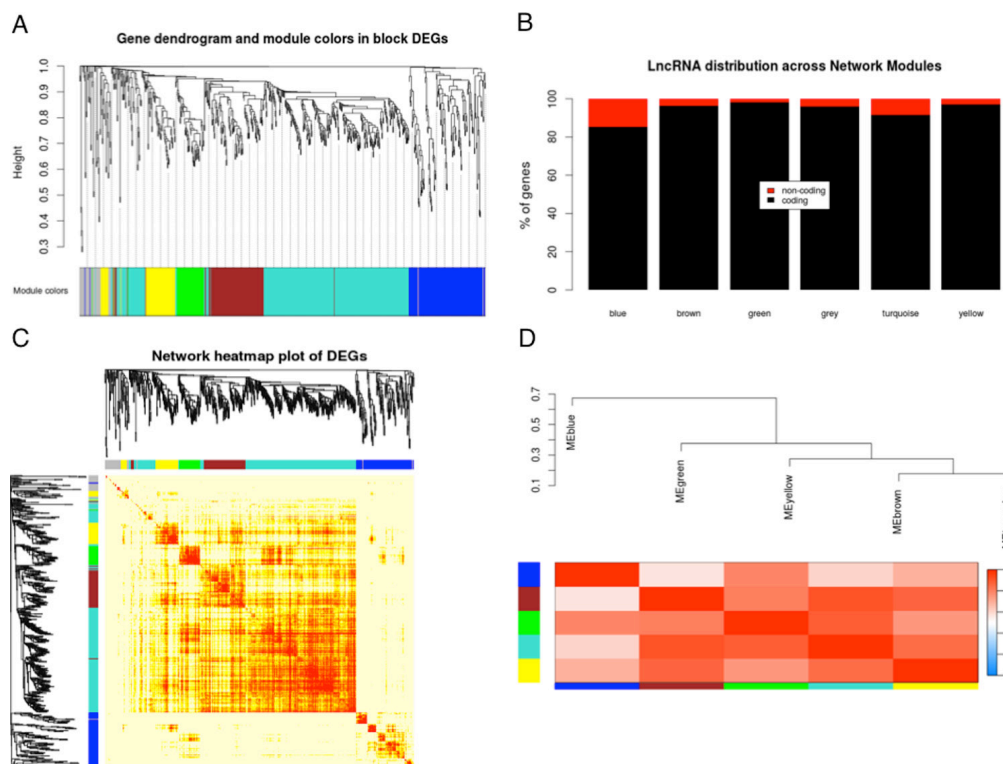 A
Gene dendrogram and module colors in block DEGs
Height
1.0
0.9
0.8
0.7
0.6
0.5
0.4
0.3
Module colors
B
LncRNA distribution across Network Modules
% of genes
100
80
60
40
20
0
non-coding
coding
blue
brown
green
grey
turquoise
yellow
C
Network heatmap plot of DEGs
D
0.7
0.5
0.3
0.1
MEblue
MEgreen
MEyellow
MEbrown